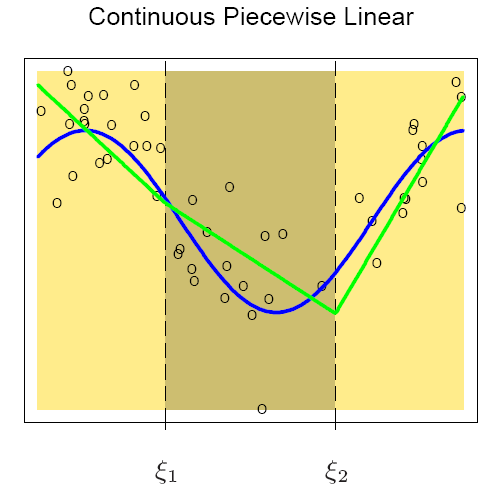 Continuous Piecewise Linear
ξ₁ ξ₂